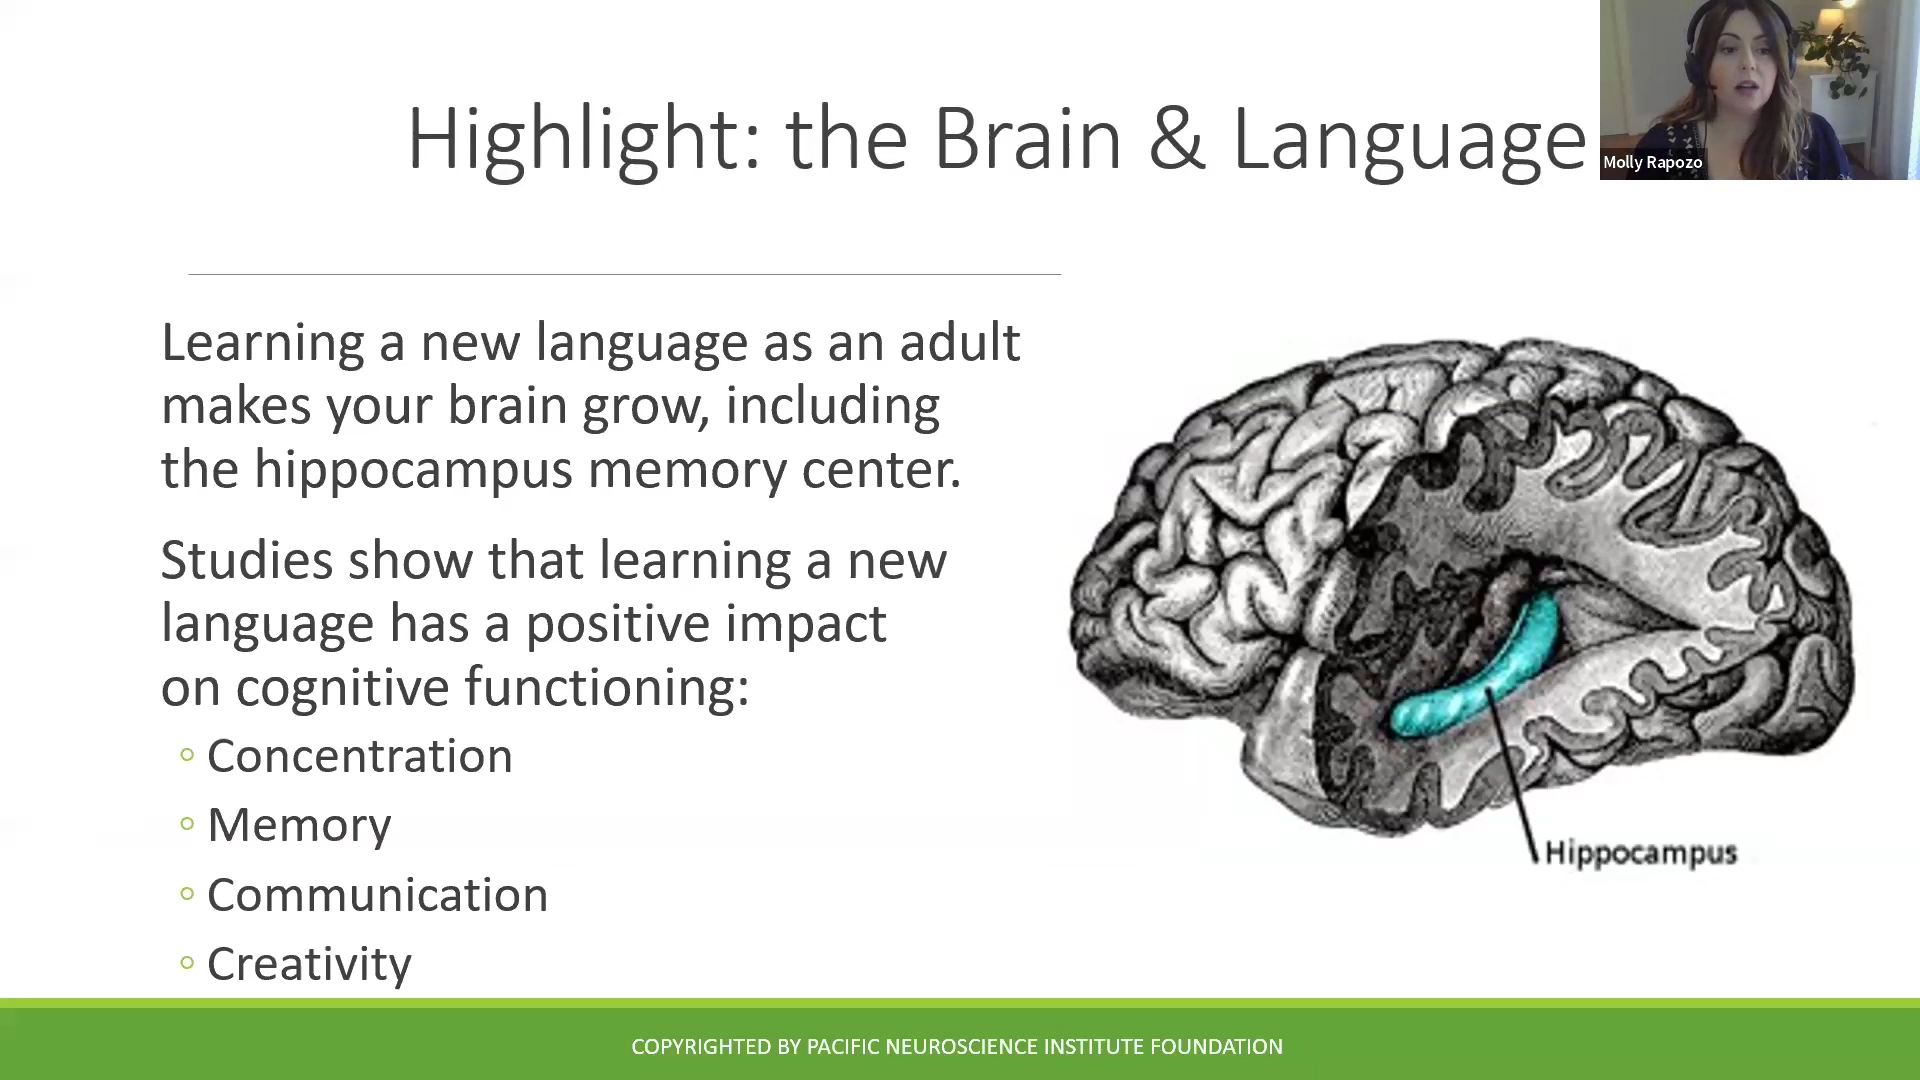 Highlight: the Brain & Language
Molly Rapozo
Learning a new language as an adult
makes your brain grow, including
the hippocampus memory center.
Studies show that learning a new
language has a positive impact
on cognitive functioning:
◦ Concentration
◦ Memory
◦ Communication
◦ Creativity
Hippocampus
COPYRIGHTED BY PACIFIC NEUROSCIENCE INSTITUTE FOUNDATION